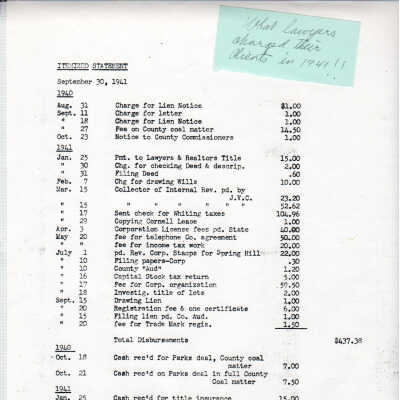 What lawyers
charged their
clients in 1941!!
ITEMIZED STATEMENT
September 30, 1941
1940
Aug. 31 Charge for Lien Notice $1.00
Sept. 11 Charge for letter 1.00
" 18 Charge for Lien Notice 1.00
" 27 Fee on County coal matter 14.50
Oct. 23 Notice to County Commissioners 1.00
1941
Jan. 25 Pmt. to Lawyers & Realtors Title 15.00
" 30 Chg. for checking Deed & descrip. 2.00
" 31 Filing Deed .60
Feb. 7 Chg for drawing Wills 10.00
Mar. 15 Collector of Internal Rev. pd. by
J.V.C. 23.20
" 15 " " " " " " 52.62
" 17 Sent check for Whiting taxes 104.96
" 29 Copying Cornell Lease 1.00
Apr. 3 Corporation License fees pd. State 40.00
May 20 fee for telephone Co. agreement 50.00
" " fee for income tax work 20.00
July 1 pd. Rev. Corp. Stamps for Spring Hill 22.00
" 10 Filing papers-Corp .30
" 10 County "Aud" 1.20
" 16 Capital Stock tax return 5.00
" 17 Fee for Corp. organization 59.50
" 18 Investig. title of lots 2.00
Sept. 15 Drawing Lien 1.00
" 20 Registration fee & one certificate 6.00
" 15 Filing lien pd. Co. Aud. 1.00
" 20 fee for Trade Mark regis. 1.50
Total Disbursements $437.38
1940
Oct. 18 Cash rec'd for Parks deal, County coal
matter 7.00
Oct. 21 Cash rec'd on Parks deal in full County
Coal matter 7.50
1941
Jan. 25 Cash rec'd for title insurance 15.00